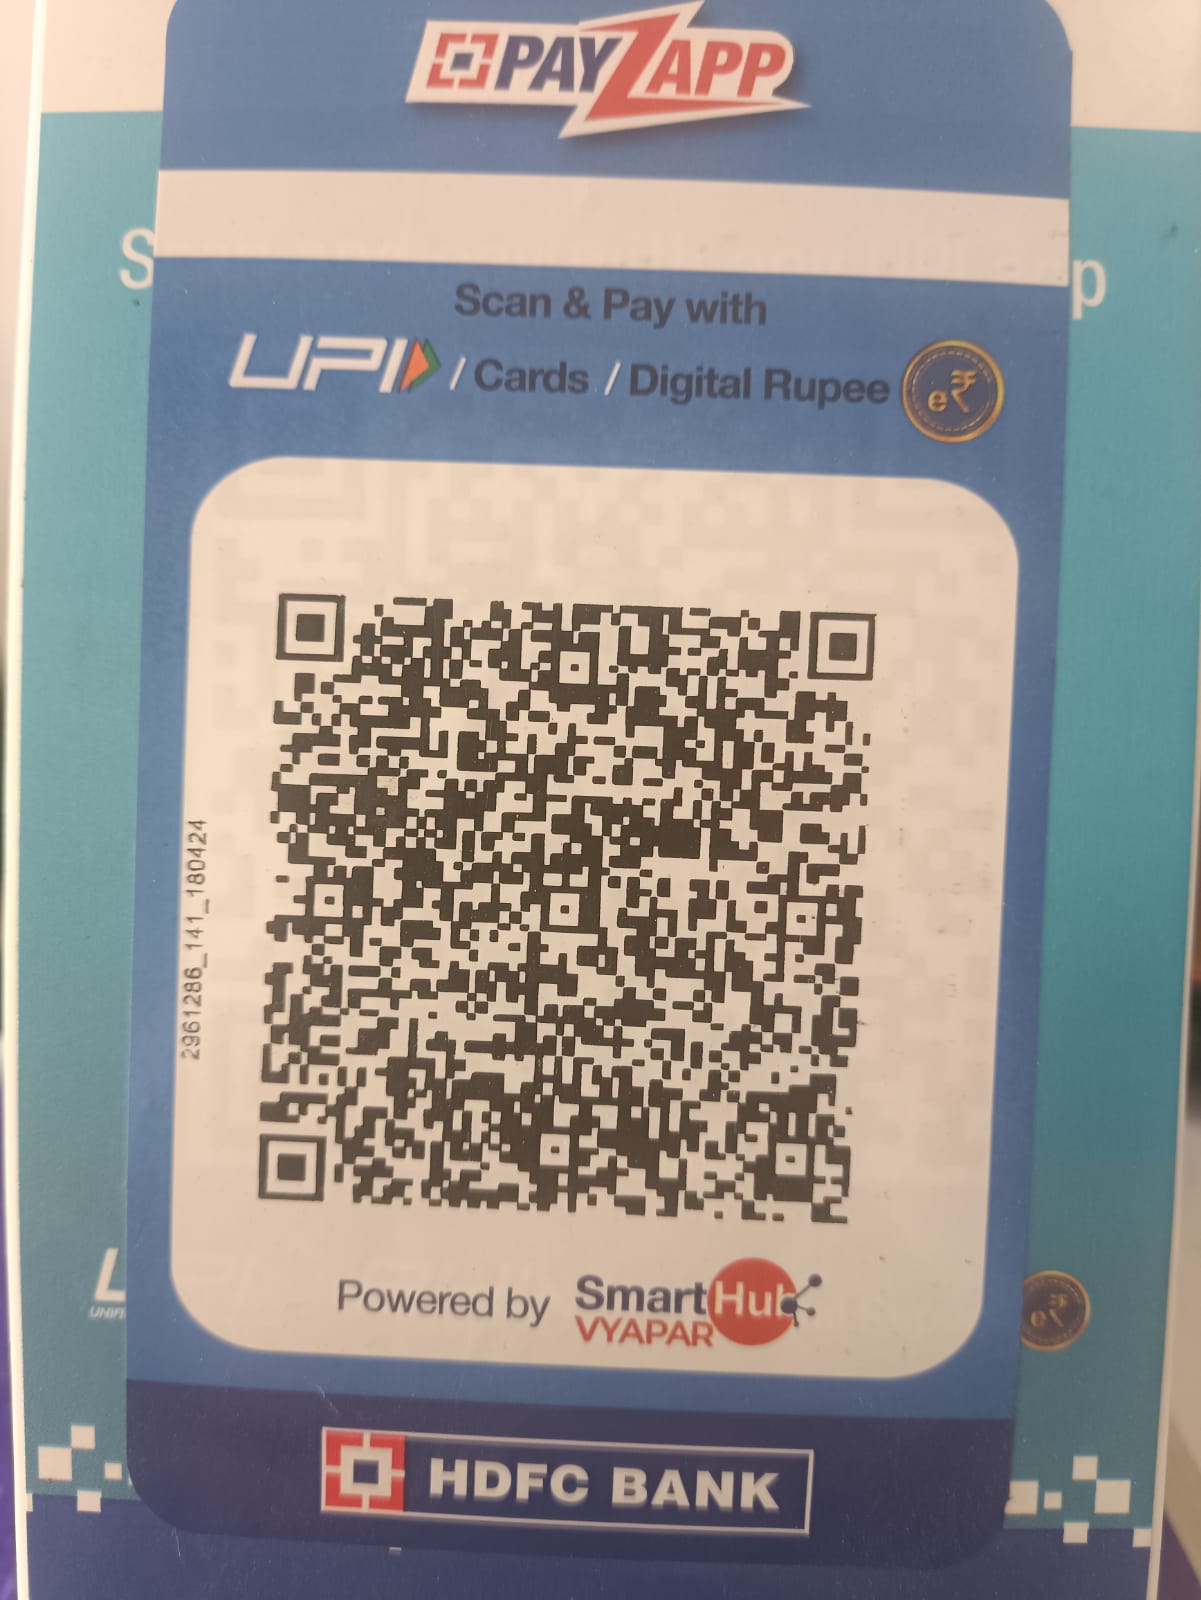 PAYZAPP
S
p
Scan & Pay with
UPI / Cards / Digital Rupee e₹
2961286_141_180424
Powered by SmartHub
VYAPAR
e₹
HDFC BANK